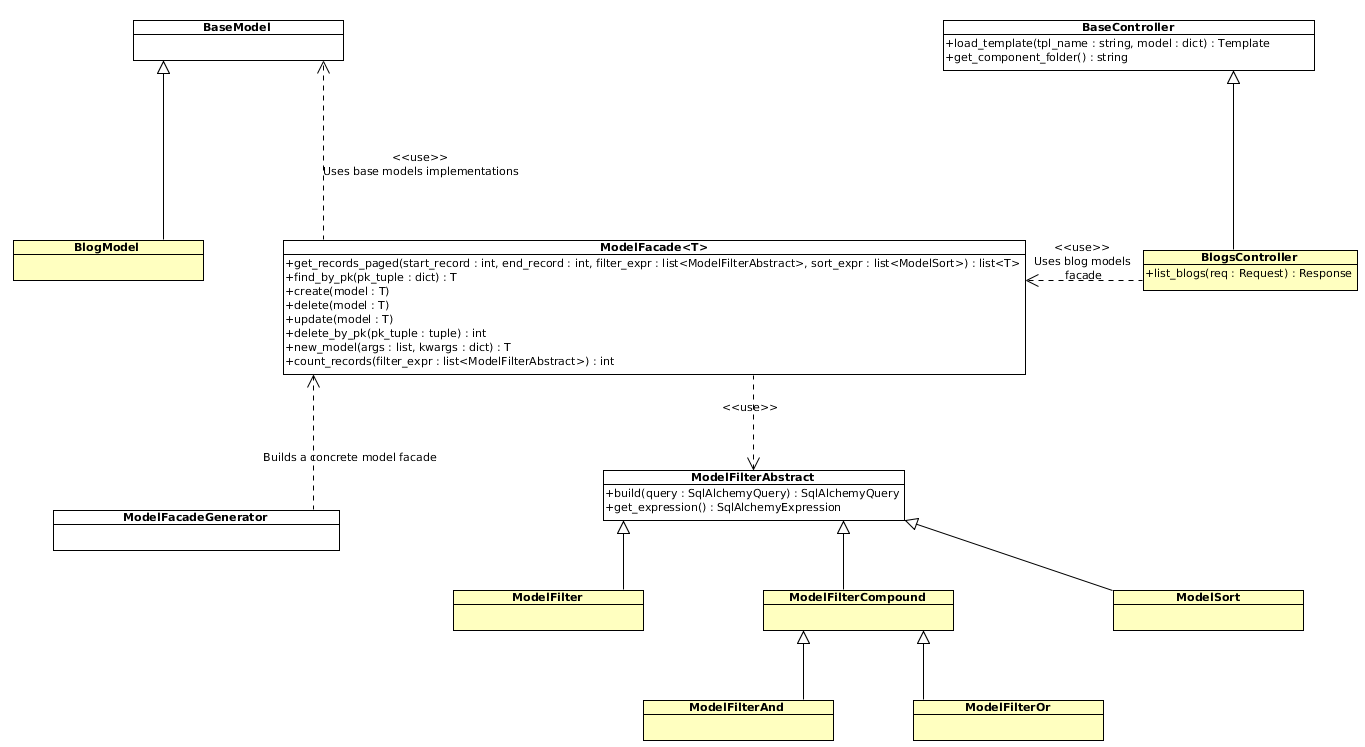 BaseModel
BaseController
+load_template(tpl_name : string, model : dict) : Template
+get_component_folder() : string
<<use>>
Uses base models implementations
BlogModel
ModelFacade<T>
+get_records_paged(start_record : int, end_record : int, filter_expr : list<ModelFilterAbstract>, sort_expr : list<ModelSort>) : list<T>
+find_by_pk(pk_tuple : dict) : T
+create(model : T)
+delete(model : T)
+update(model : T)
+delete_by_pk(pk_tuple : tuple) : int
+new_model(args : list, kwargs : dict) : T
+count_records(filter_expr : list<ModelFilterAbstract>) : int
<<use>>
Uses blog models
facade
BlogsController
+list_blogs(req : Request) : Response
<<use>>
Builds a concrete model facade
ModelFilterAbstract
+build(query : SqlAlchemyQuery) : SqlAlchemyQuery
+get_expression() : SqlAlchemyExpression
ModelFacadeGenerator
ModelFilter
ModelFilterCompound
ModelSort
ModelFilterAnd
ModelFilterOr